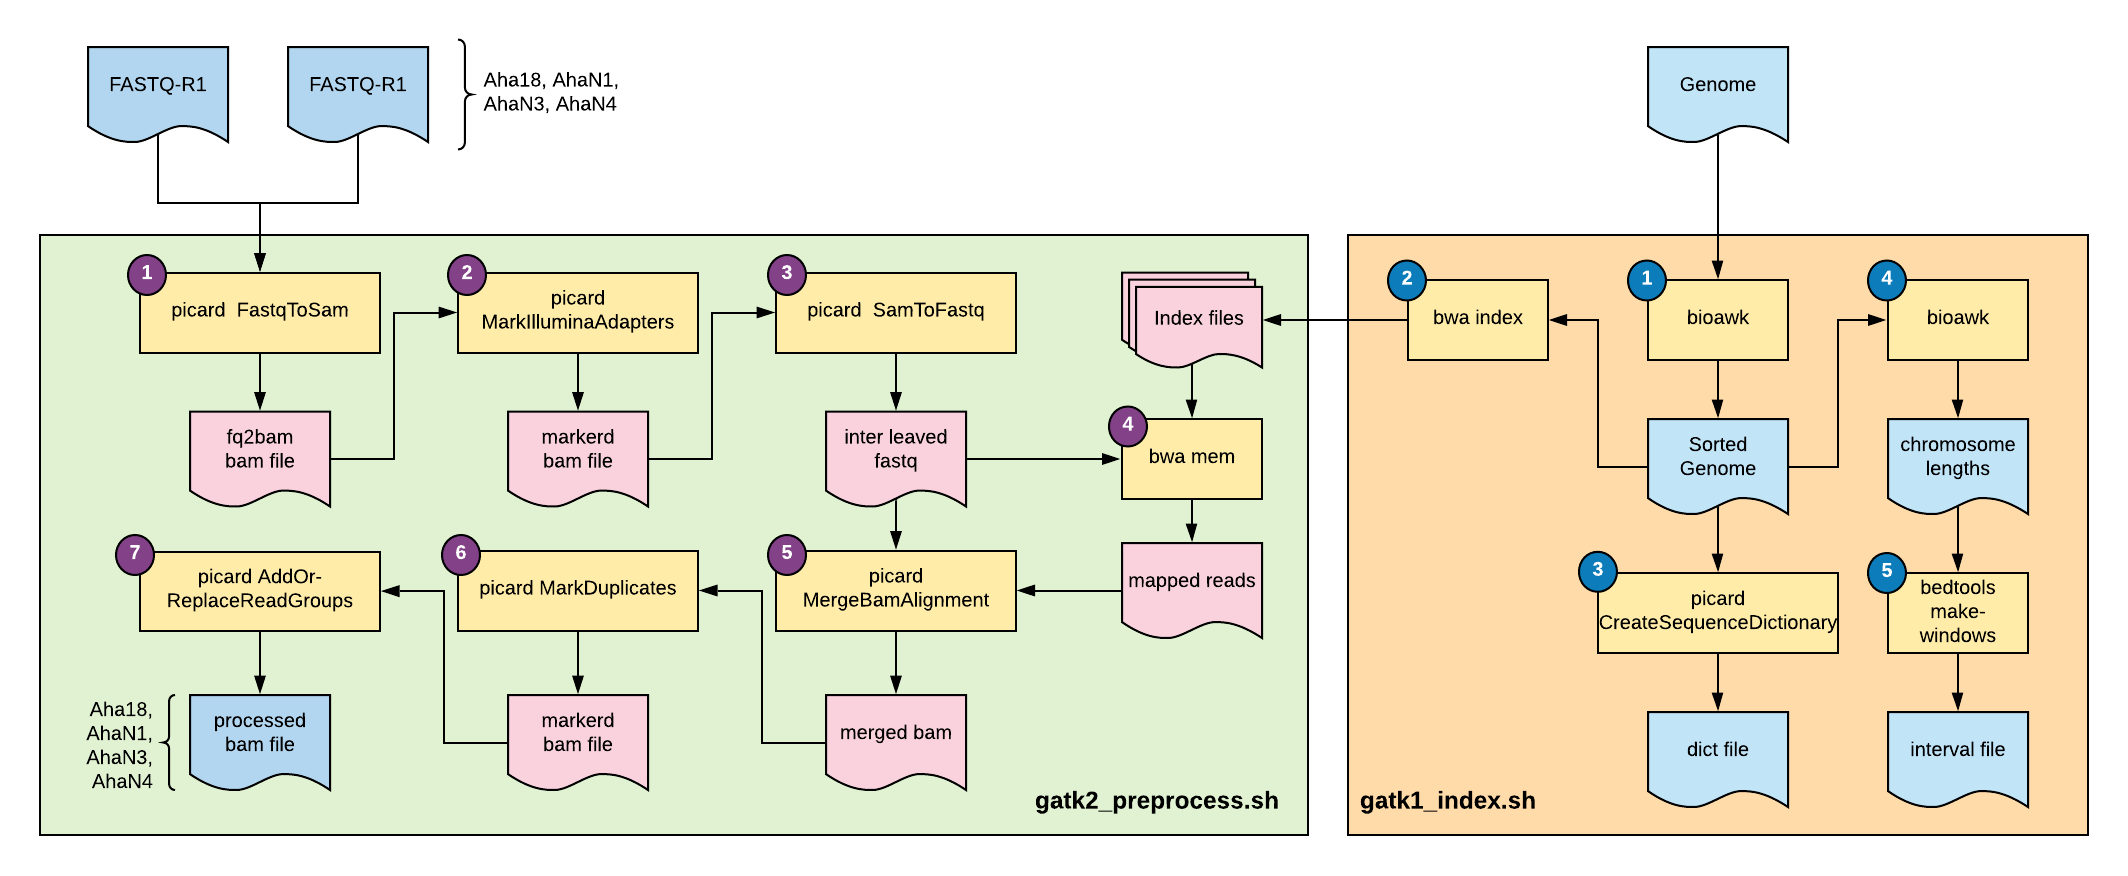 FASTQ-R1
FASTQ-R1
Aha18, AhaN1,
AhaN3, AhaN4
Genome
1
picard  FastqToSam
2
picard
MarkIlluminaAdapters
3
picard  SamToFastq
Index files
2
bwa index
1
bioawk
4
bioawk
fq2bam
bam file
markerd
bam file
inter leaved
fastq
4
bwa mem
Sorted
Genome
chromosome
lengths
7
picard AddOr-
ReplaceReadGroups
6
picard MarkDuplicates
5
picard
MergeBamAlignment
mapped reads
3
picard
CreateSequenceDictionary
5
bedtools
make-
windows
Aha18,
AhaN1,
AhaN3,
AhaN4
processed
bam file
markerd
bam file
merged bam
dict file
interval file
gatk2_preprocess.sh
gatk1_index.sh